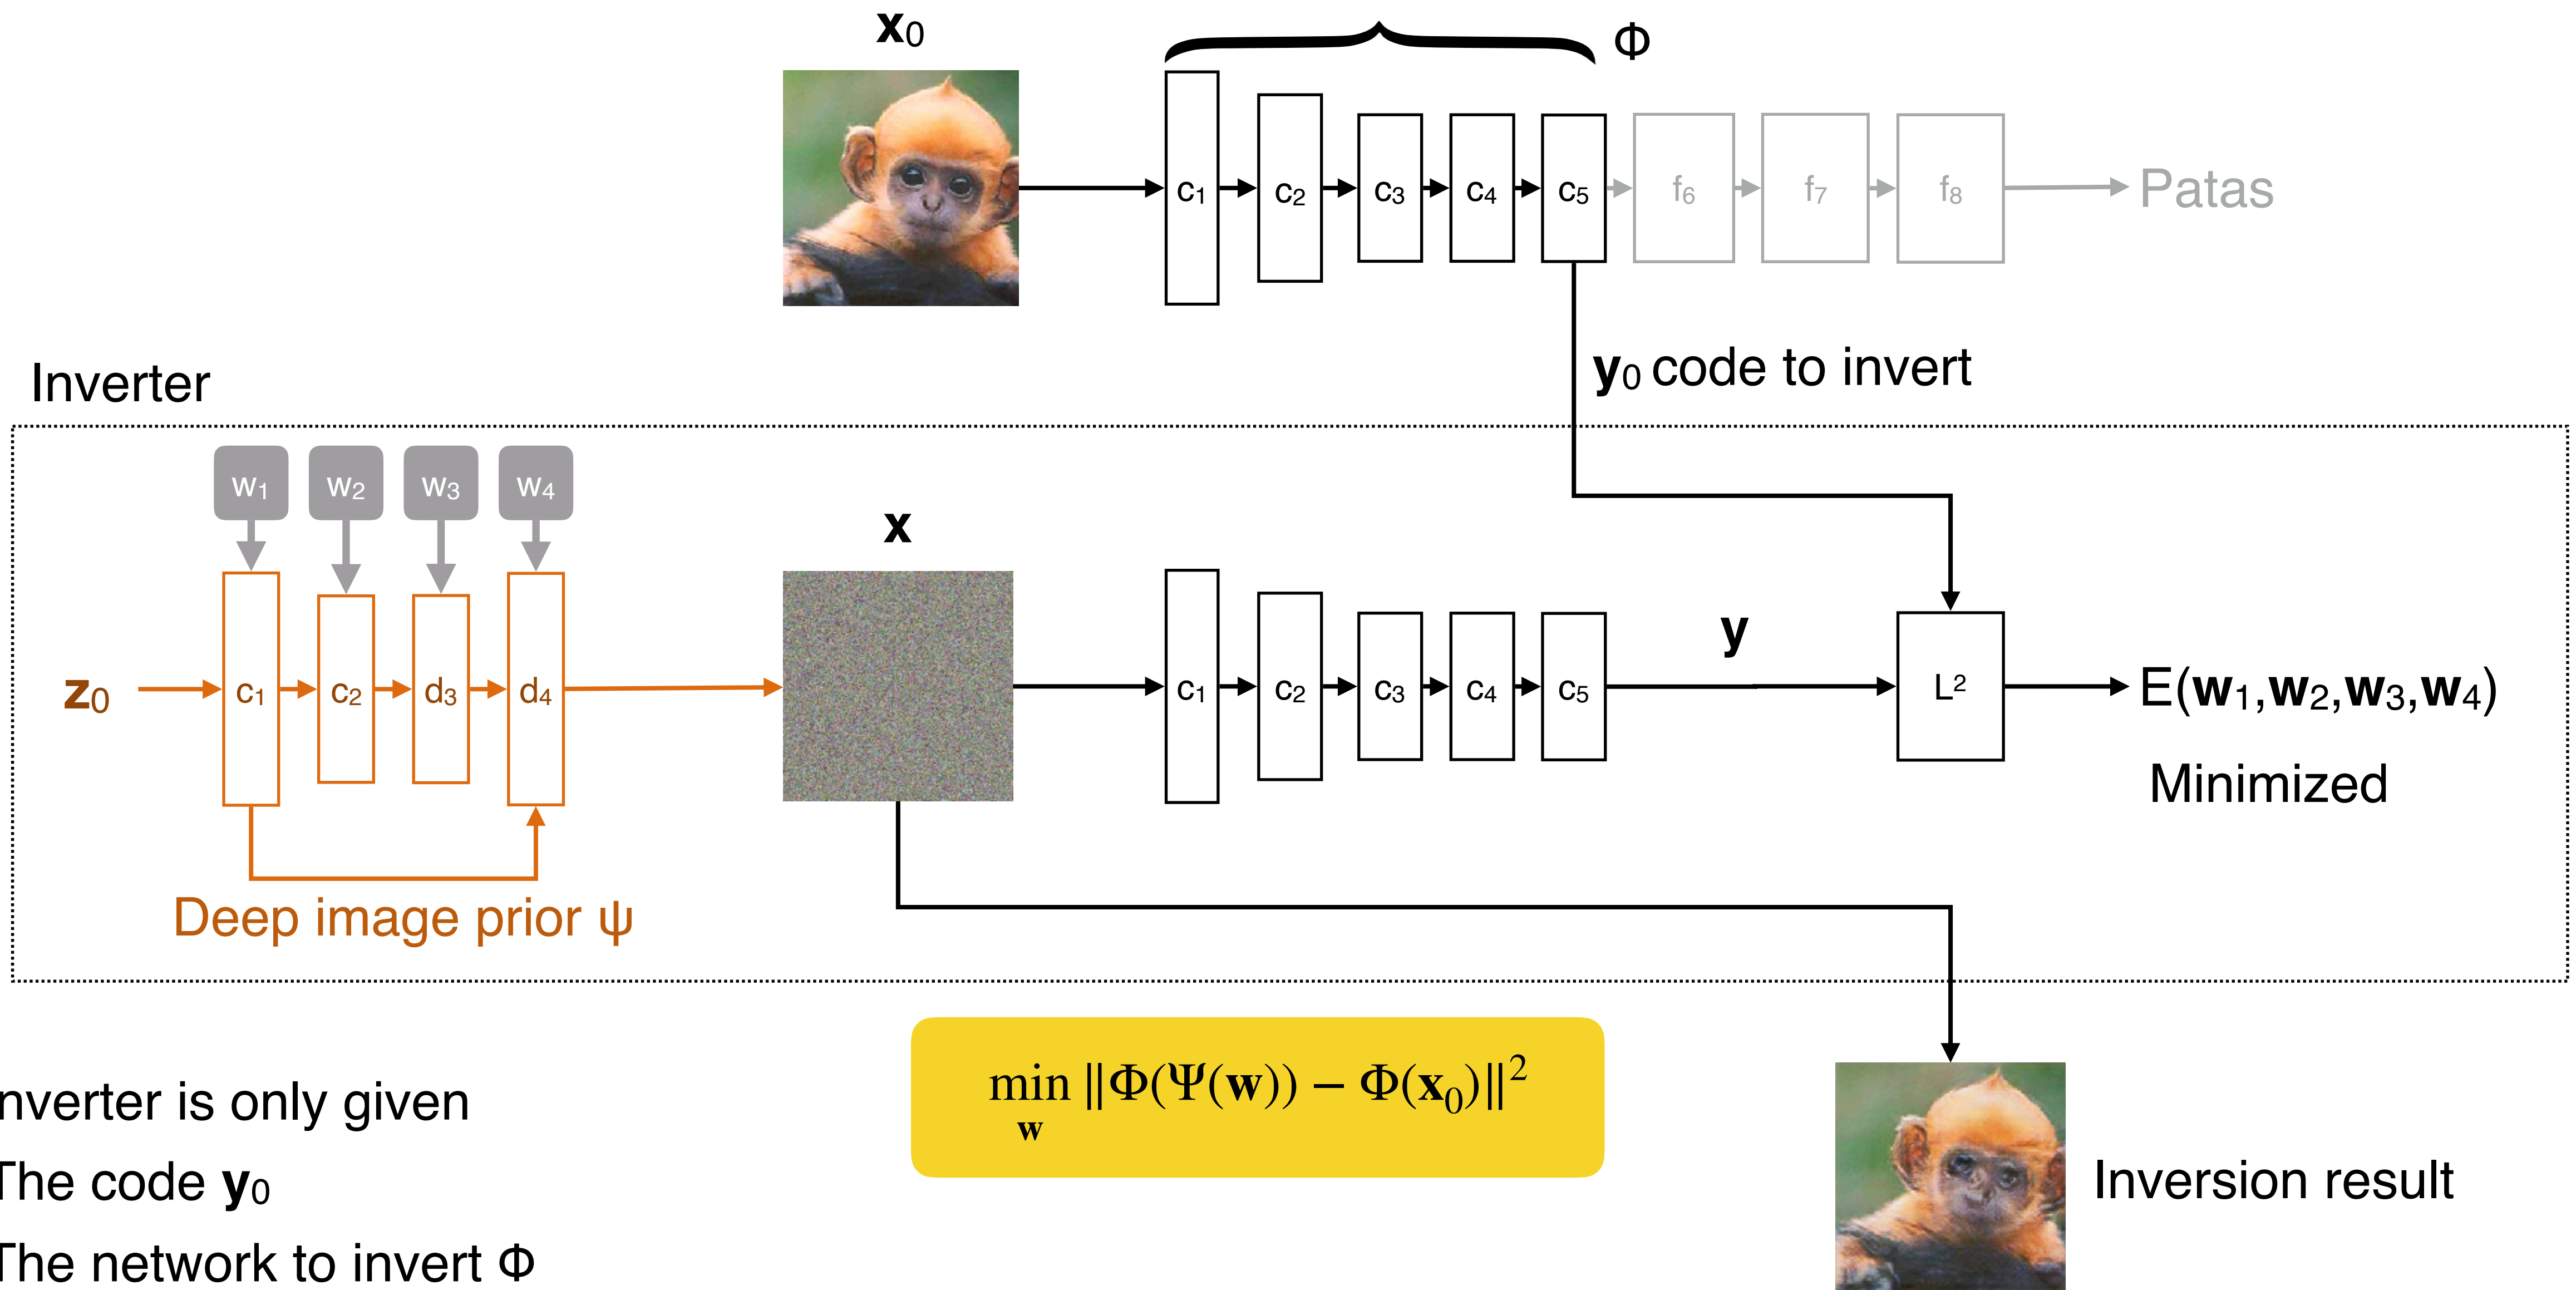 x₀
Φ
c₁ c₂ c₃ c₄ c₅ f₆ f₇ f₈ Patas
y₀ code to invert
Inverter
w₁ w₂ w₃ w₄
x
z₀ c₁ c₂ d₃ d₄ c₁ c₂ c₃ c₄ c₅ y L² E(w₁,w₂,w₃,w₄)
Minimized
Deep image prior ψ
min_w ‖Φ(Ψ(w)) − Φ(x₀)‖²
nverter is only given
The code y₀
The network to invert Φ
Inversion result